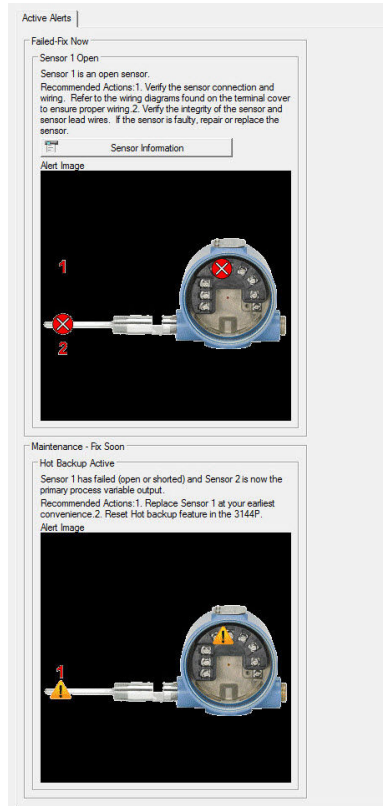 Active Alerts
Failed-Fix Now
Sensor 1 Open
Sensor 1 is an open sensor.
Recommended Actions:1. Verify the sensor connection and
wiring. Refer to the wiring diagrams found on the terminal cover
to ensure proper wiring.2. Verify the integrity of the sensor and
sensor lead wires. If the sensor is faulty, repair or replace the
sensor.
Sensor Information
Alert Image
1
2
Maintenance - Fix Soon
Hot Backup Active
Sensor 1 has failed (open or shorted) and Sensor 2 is now the
primary process variable output.
Recommended Actions:1. Replace Sensor 1 at your earliest
convenience.2. Reset Hot backup feature in the 3144P.
Alert Image
1